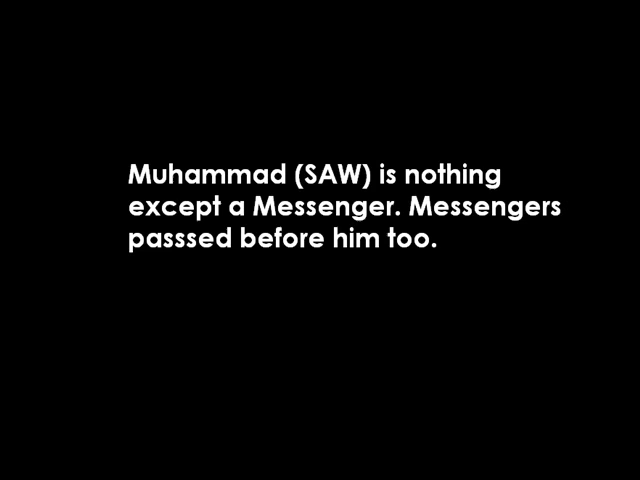 Muhammad (SAW) is nothing
except a Messenger. Messengers
passsed before him too.